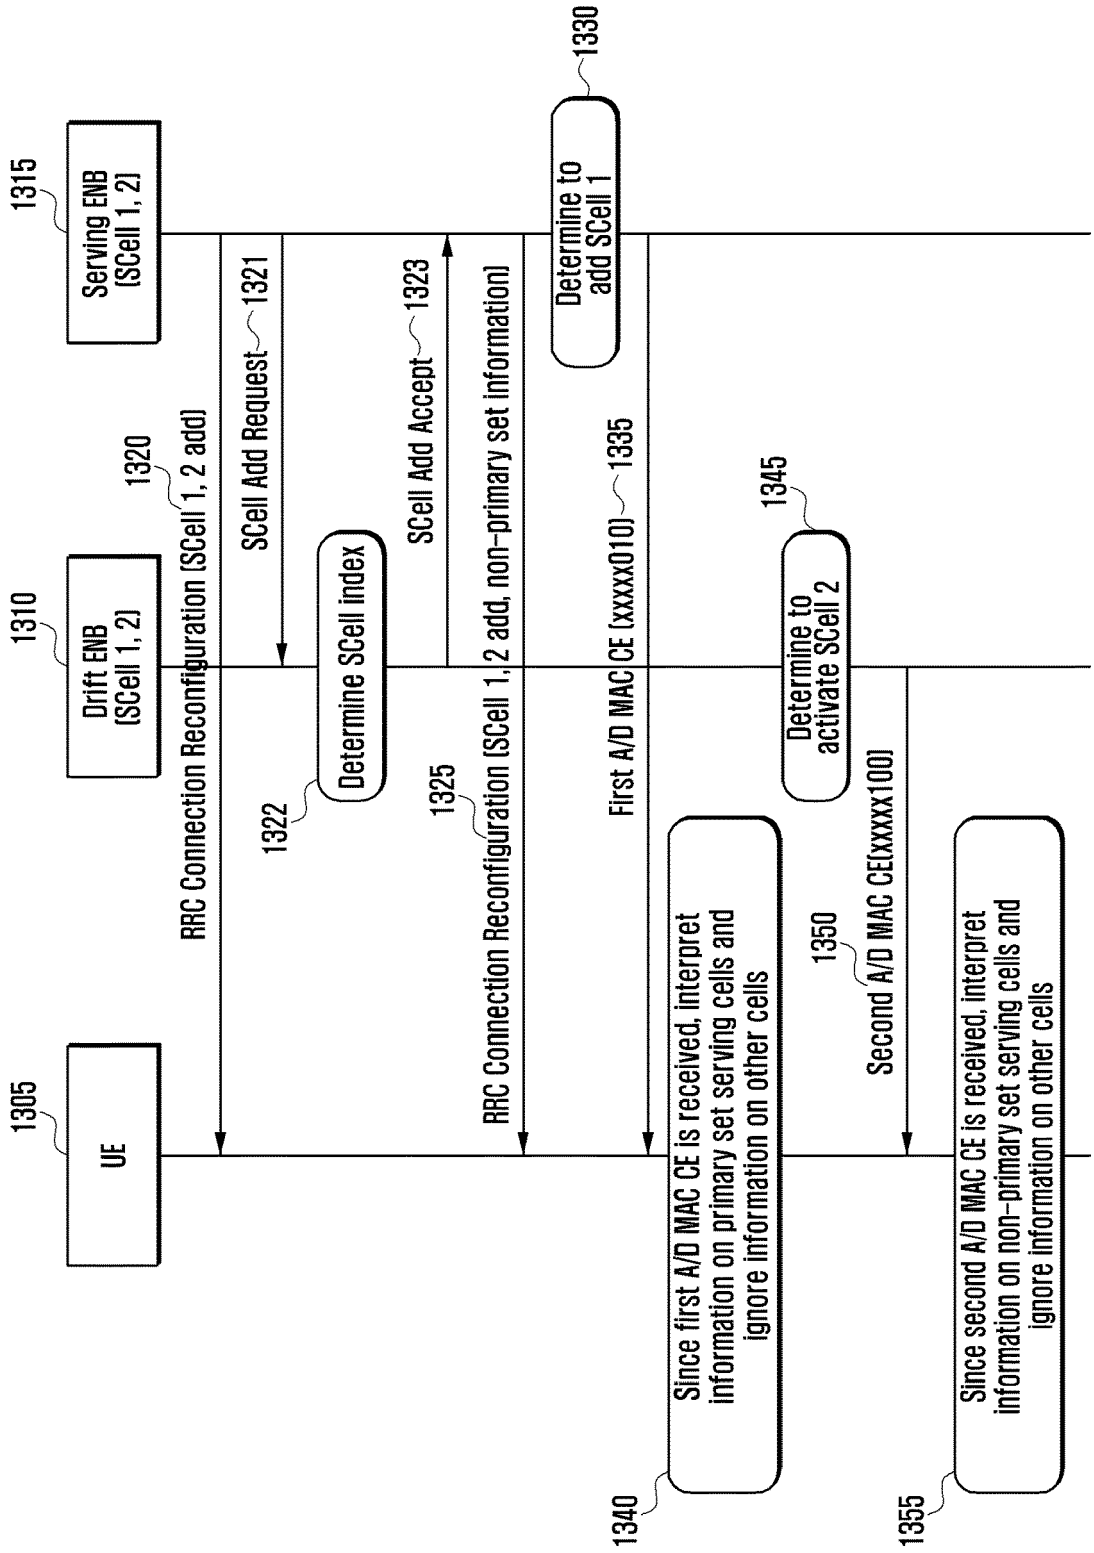 1305
UE
1310
Drift ENB
(SCell 1, 2)
1315
Serving ENB
(SCell 1, 2)
1320
RRC Connection Reconfiguration (SCell 1, 2 add)
SCell Add Request 1321
1322
Determine SCell index
SCell Add Accept 1323
1325
RRC Connection Reconfiguration (SCell 1, 2 add, non-primary set information)
Determine to
add SCell 1
1330
First A/D MAC CE (xxxxx010) 1335
1340
Since first A/D MAC CE is received, interpret
information on primary set serving cells and
ignore information on other cells
1345
Determine to
activate SCell 2
1350
Second A/D MAC CE(xxxxx100)
1355
Since second A/D MAC CE is received, interpret
information on non-primary set serving cells and
ignore information on other cells